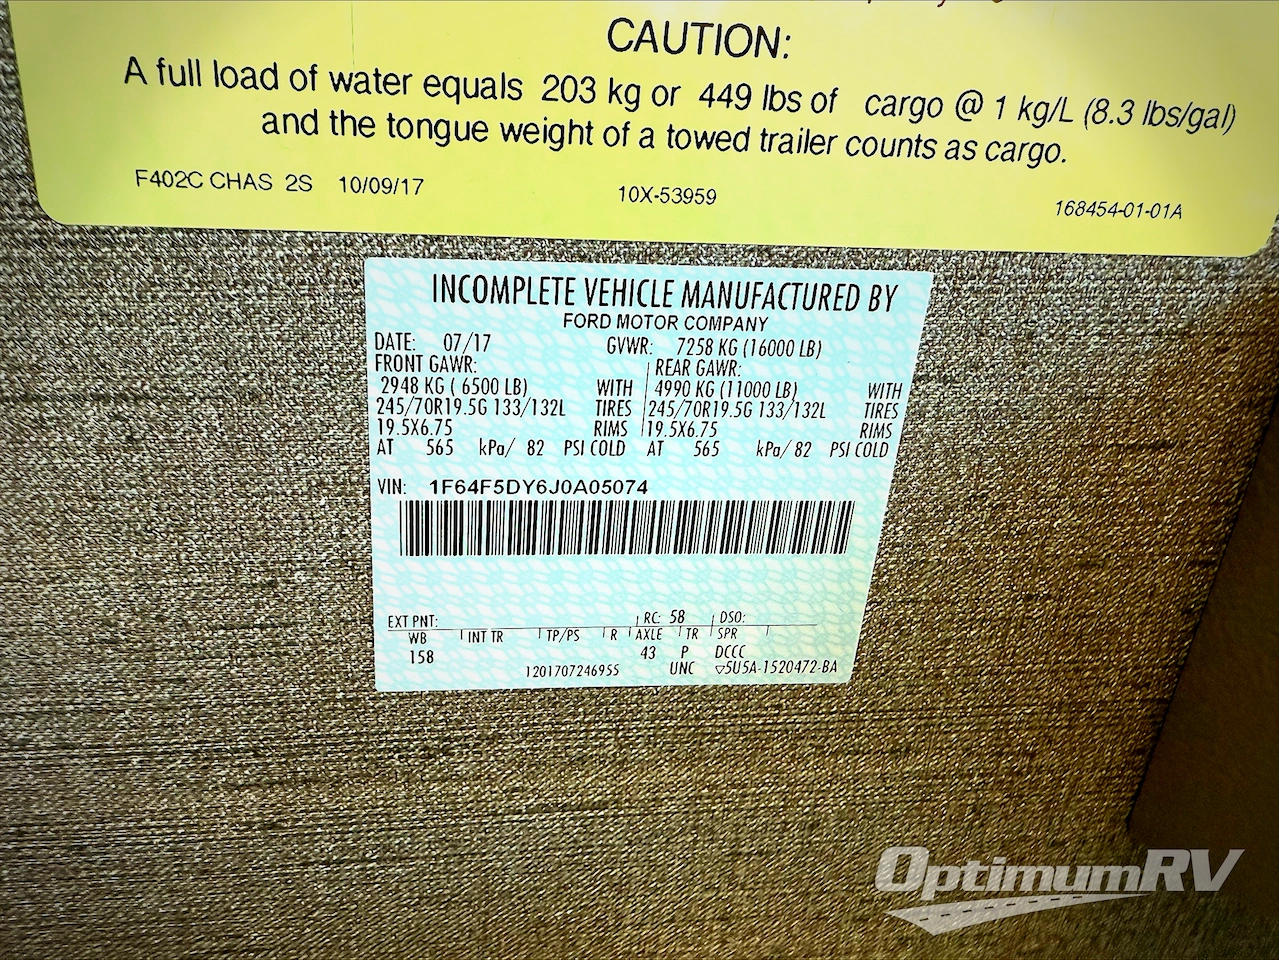 CAUTION:
A full load of water equals 203 kg or 449 lbs of cargo @ 1 kg/L (8.3 lbs/gal)
and the tongue weight of a towed trailer counts as cargo.
F402C CHAS 2S 10/09/17 10X-53959 168454-01-01A
INCOMPLETE VEHICLE MANUFACTURED BY
FORD MOTOR COMPANY
DATE: 07/17 GVWR: 7258 KG (16000 LB)
FRONT GAWR: REAR GAWR:
2948 KG ( 6500 LB) WITH 4990 KG (11000 LB) WITH
245/70R19.5G 133/132L TIRES 245/70R19.5G 133/132L TIRES
19.5X6.75 RIMS 19.5X6.75 RIMS
AT 565 kPa/ 82 PSI COLD AT 565 kPa/ 82 PSI COLD
VIN: 1F64F5DY6J0A05074
EXT PNT: RC: 58 DSO:
WB INT TR TP/PS R AXLE TR SPR
158 43 P DCCC
1201707246955 UNC ▽5U5A-1520472-BA
OptimumRV